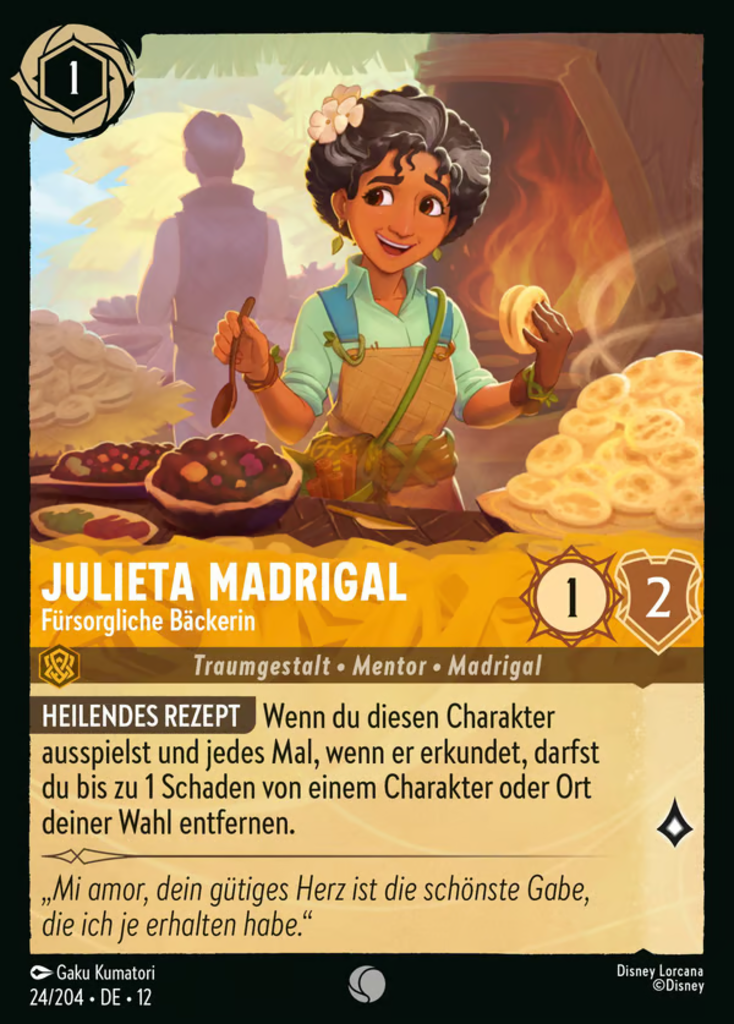 1
JULIETA MADRIGAL
Fürsorgliche Bäckerin
1
2
Traumgestalt • Mentor • Madrigal
HEILENDES REZEPT Wenn du diesen Charakter
ausspielst und jedes Mal, wenn er erkundet, darfst
du bis zu 1 Schaden von einem Charakter oder Ort
deiner Wahl entfernen.
„Mi amor, dein gütiges Herz ist die schönste Gabe,
die ich je erhalten habe.“
Gaku Kumatori
24/204 • DE • 12
Disney Lorcana
©Disney